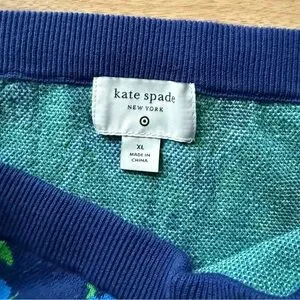 kate spade
NEW YORK
XL
MADE IN
CHINA